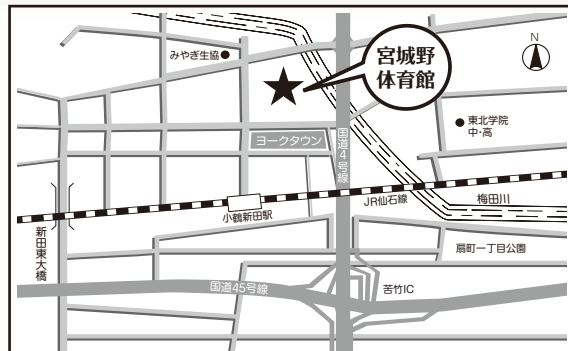 みやぎ生協
宮城野
体育館
N
東北学院
中・高
ヨークタウン
国道4号線
JR仙石線
梅田川
小鶴新田駅
新田東大橋
扇町一丁目公園
国道45号線
苦竹IC